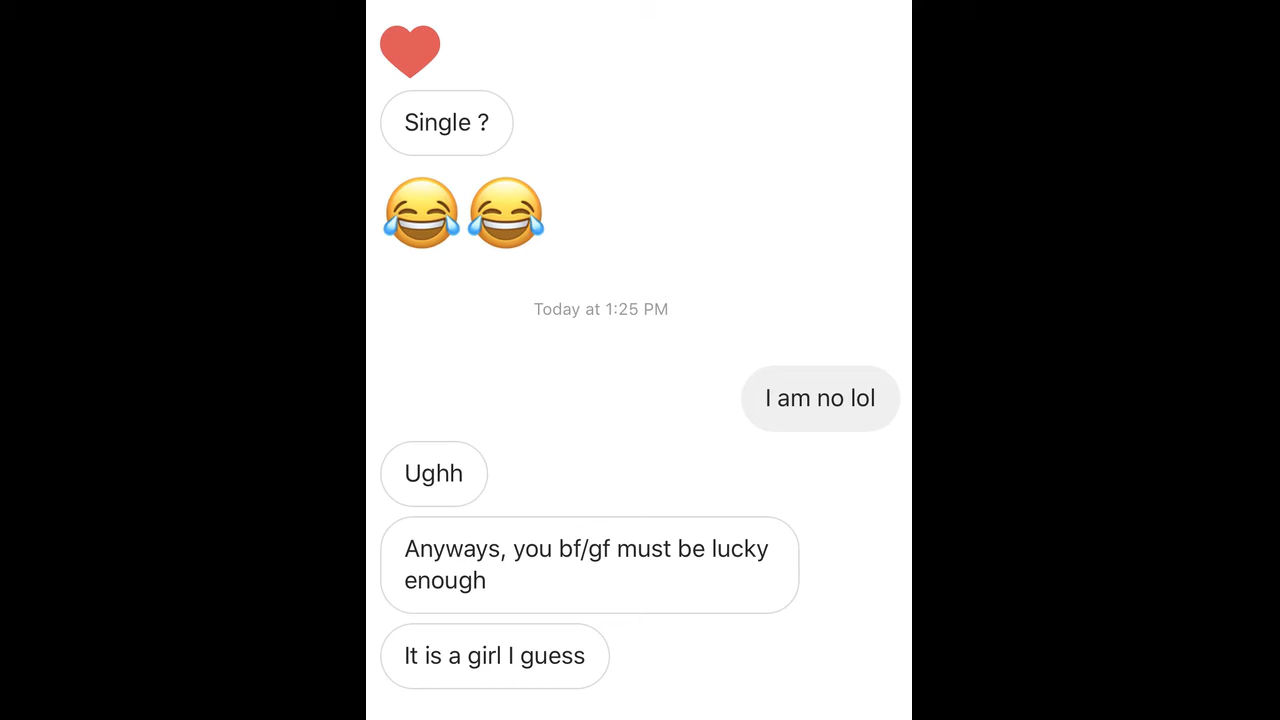 Single ?
Today at 1:25 PM
I am no lol
Ughh
Anyways, you bf/gf must be lucky
enough
It is a girl I guess